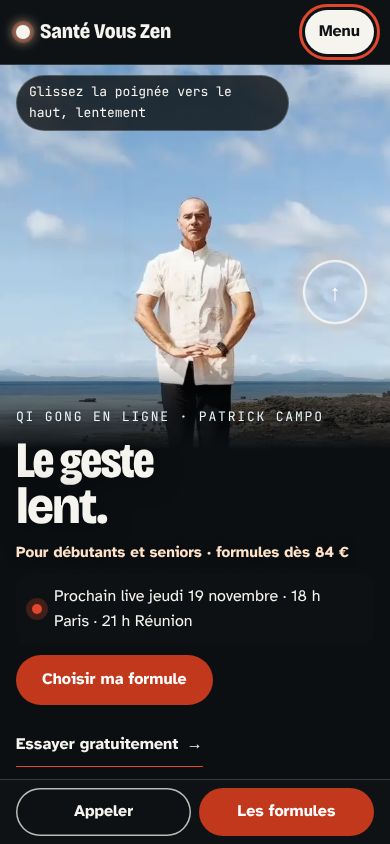 Santé Vous Zen
Menu
Glissez la poignée vers le
haut, lentement
↑
QI GONG EN LIGNE · PATRICK CAMPO
Le geste
lent.
Pour débutants et seniors · formules dès 84 €
Prochain live jeudi 19 novembre · 18 h
Paris · 21 h Réunion
Choisir ma formule
Essayer gratuitement →
Appeler
Les formules